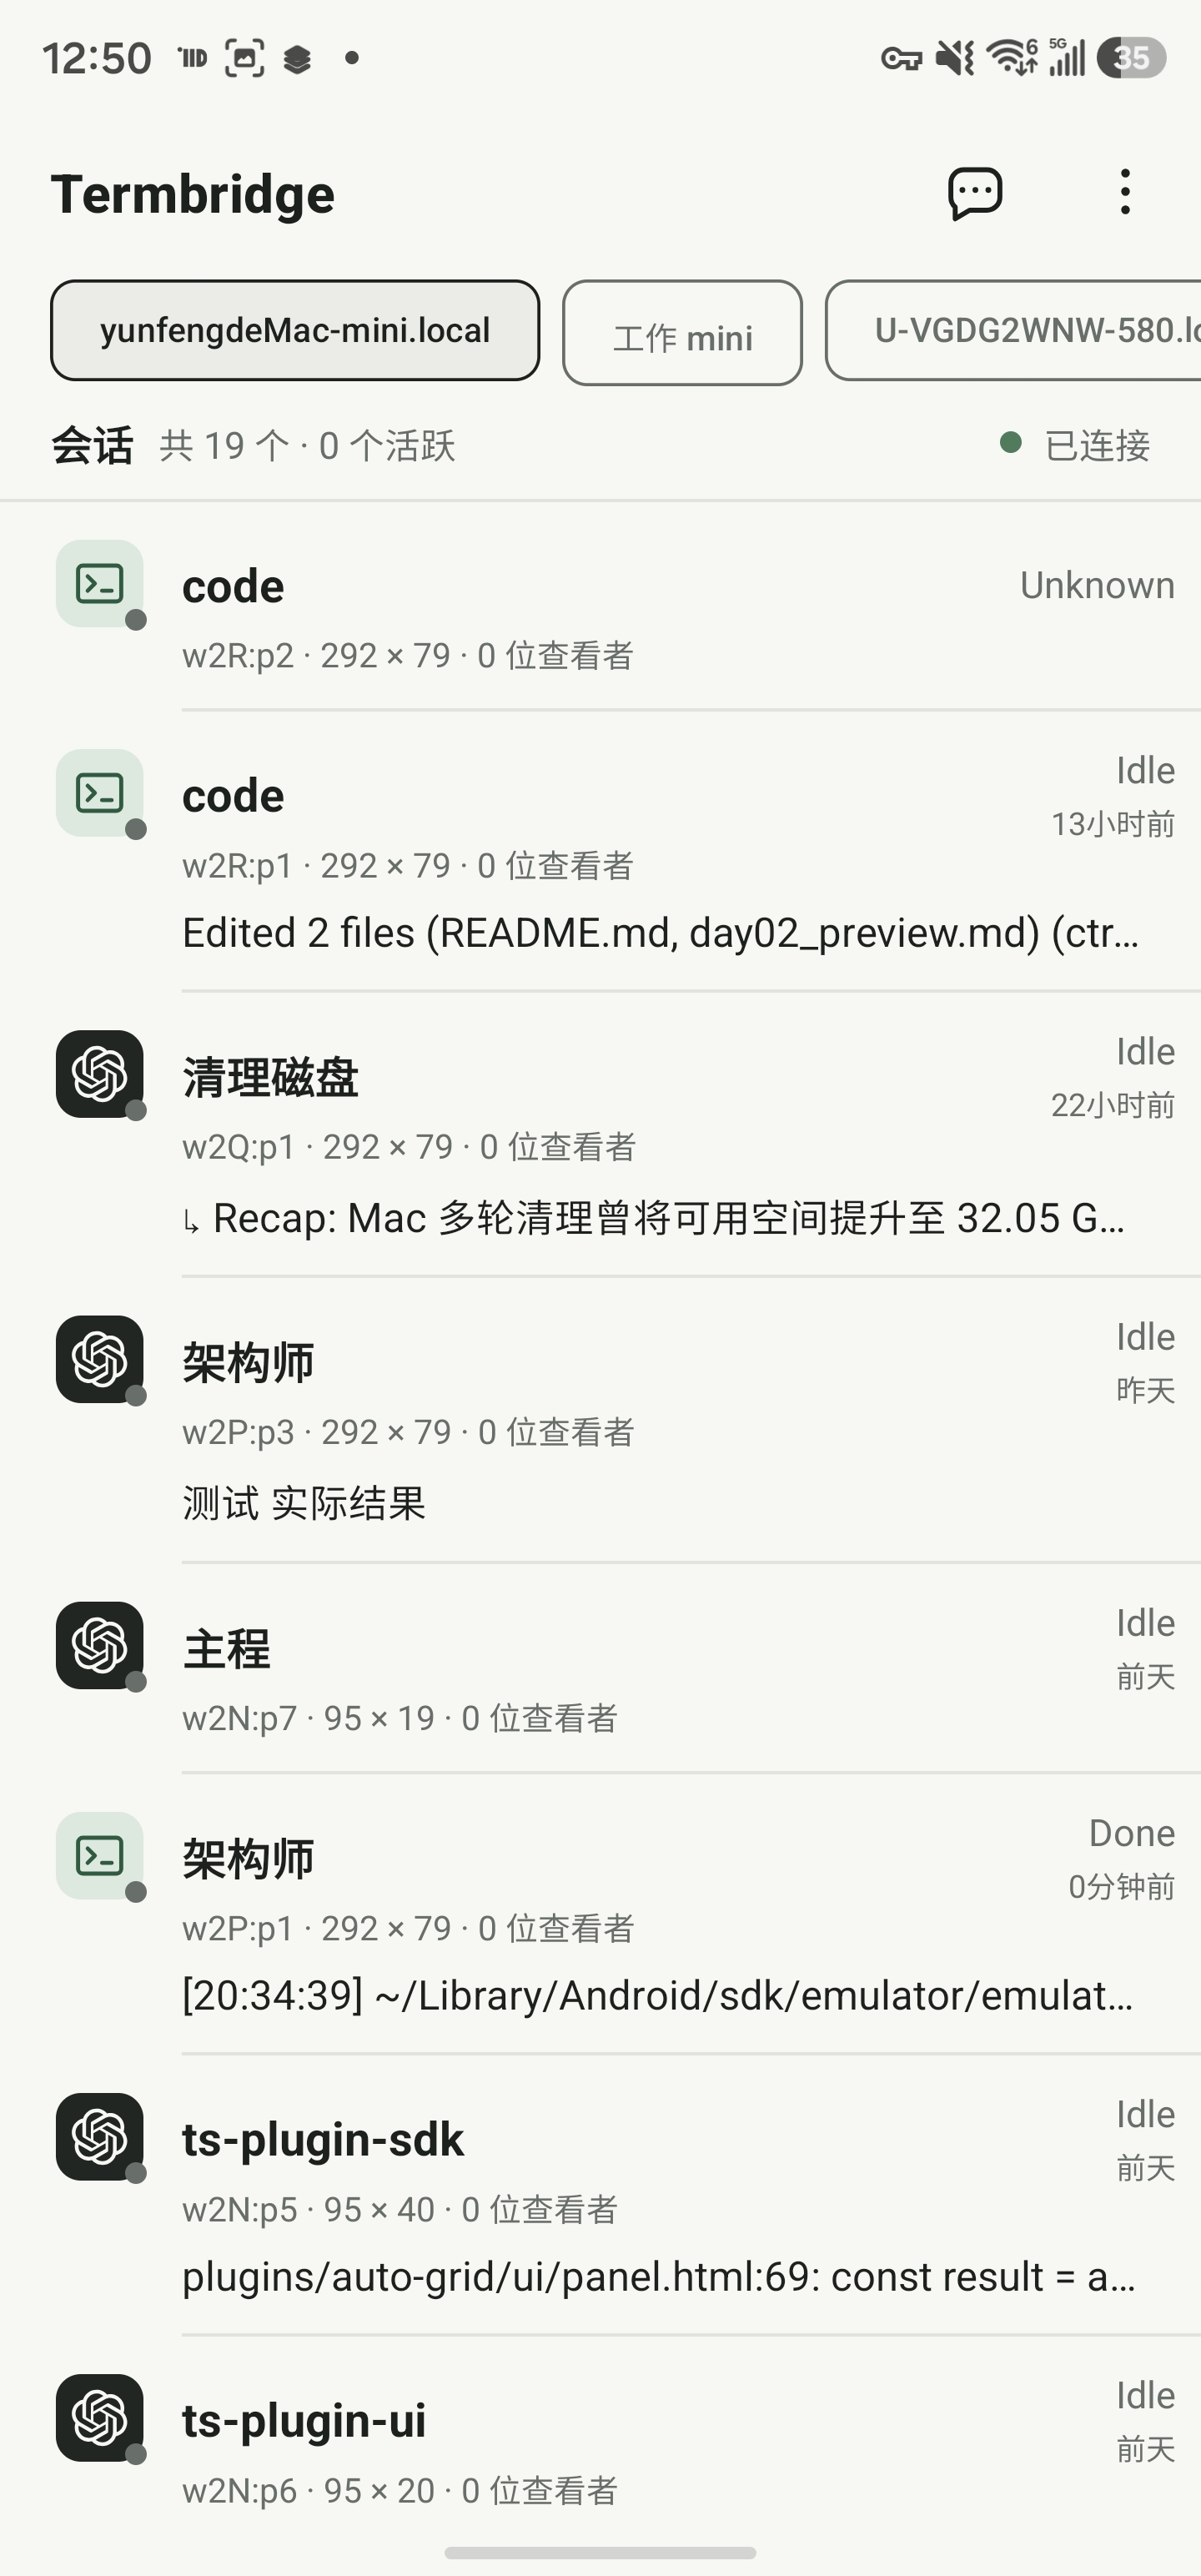 12:50
6
5G
35
Termbridge
yunfengdeMac-mini.local
工作 mini
U-VGDG2WNW-580.lo
会话 共 19 个 · 0 个活跃
已连接
code
Unknown
w2R:p2 · 292 × 79 · 0 位查看者
code
Idle
13小时前
w2R:p1 · 292 × 79 · 0 位查看者
Edited 2 files (README.md, day02_preview.md) (ctr…
清理磁盘
Idle
22小时前
w2Q:p1 · 292 × 79 · 0 位查看者
↳ Recap: Mac 多轮清理曾将可用空间提升至 32.05 G…
架构师
Idle
昨天
w2P:p3 · 292 × 79 · 0 位查看者
测试 实际结果
主程
Idle
前天
w2N:p7 · 95 × 19 · 0 位查看者
架构师
Done
0分钟前
w2P:p1 · 292 × 79 · 0 位查看者
[20:34:39] ~/Library/Android/sdk/emulator/emulat…
ts-plugin-sdk
Idle
前天
w2N:p5 · 95 × 40 · 0 位查看者
plugins/auto-grid/ui/panel.html:69: const result = a…
ts-plugin-ui
Idle
前天
w2N:p6 · 95 × 20 · 0 位查看者